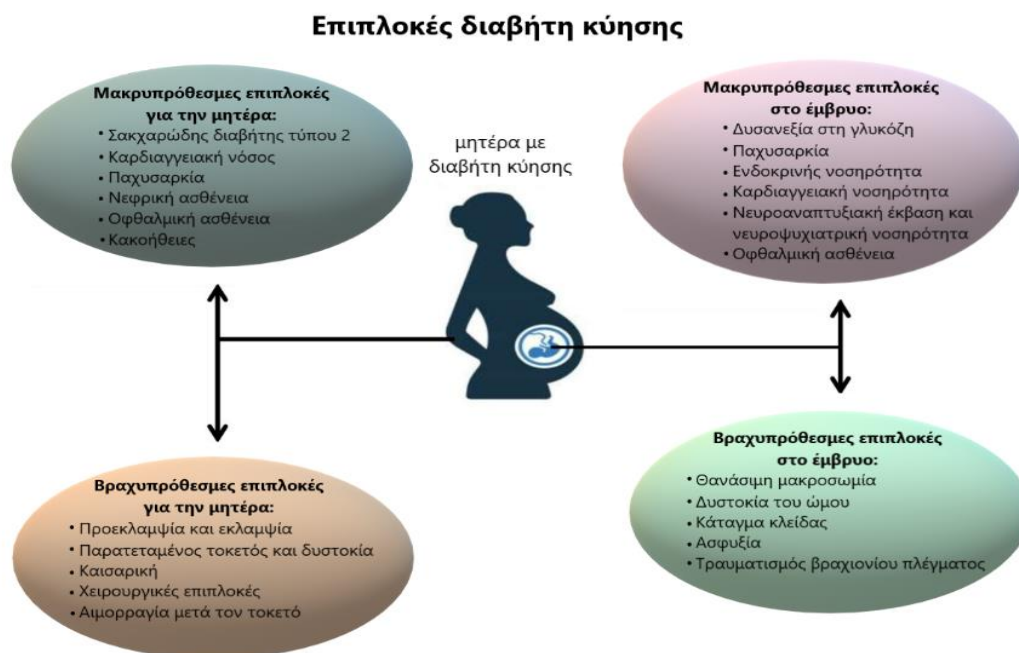 Επιπλοκές διαβήτη κύησης
Μακρυπρόθεσμες επιπλοκές
για την μητέρα:
• Σακχαρώδης διαβήτης τύπου 2
• Καρδιαγγειακή νόσος
• Παχυσαρκία
• Νεφρική ασθένεια
• Οφθαλμική ασθένεια
• Κακοήθειες
μητέρα με
διαβήτη κύησης
Μακρυπρόθεσμες επιπλοκές
στο έμβρυο:
• Δυσανεξία στη γλυκόζη
• Παχυσαρκία
• Ενδοκρινής νοσηρότητα
• Καρδιαγγειακή νοσηρότητα
• Νευροαναπτυξιακή έκβαση και
νευροψυχιατρική νοσηρότητα
• Οφθαλμική ασθένεια
Βραχυπρόθεσμες επιπλοκές
για την μητέρα:
• Προεκλαμψία και εκλαμψία
• Παρατεταμένος τοκετός και δυστοκία
• Καισαρική
• Χειρουργικές επιπλοκές
• Αιμορραγία μετά τον τοκετό
Βραχυπρόθεσμες επιπλοκές
στο έμβρυο:
• Θανάσιμη μακροσωμία
• Δυστοκία του ώμου
• Κάταγμα κλείδας
• Ασφυξία
• Τραυματισμός βραχιονίου πλέγματος